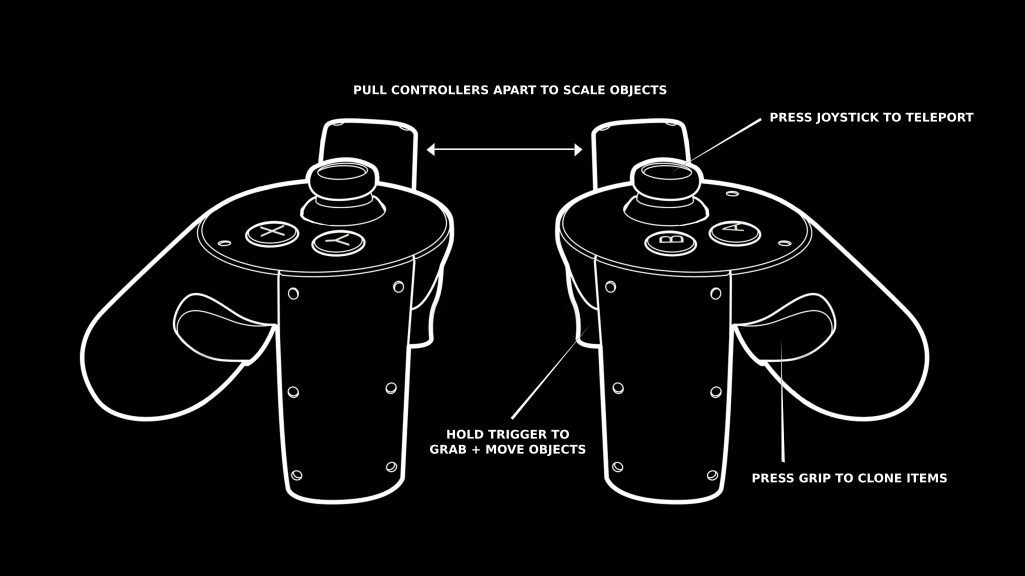 PULL CONTROLLERS APART TO SCALE OBJECTS
PRESS JOYSTICK TO TELEPORT
X
Y
B
A
HOLD TRIGGER TO
GRAB + MOVE OBJECTS
PRESS GRIP TO CLONE ITEMS